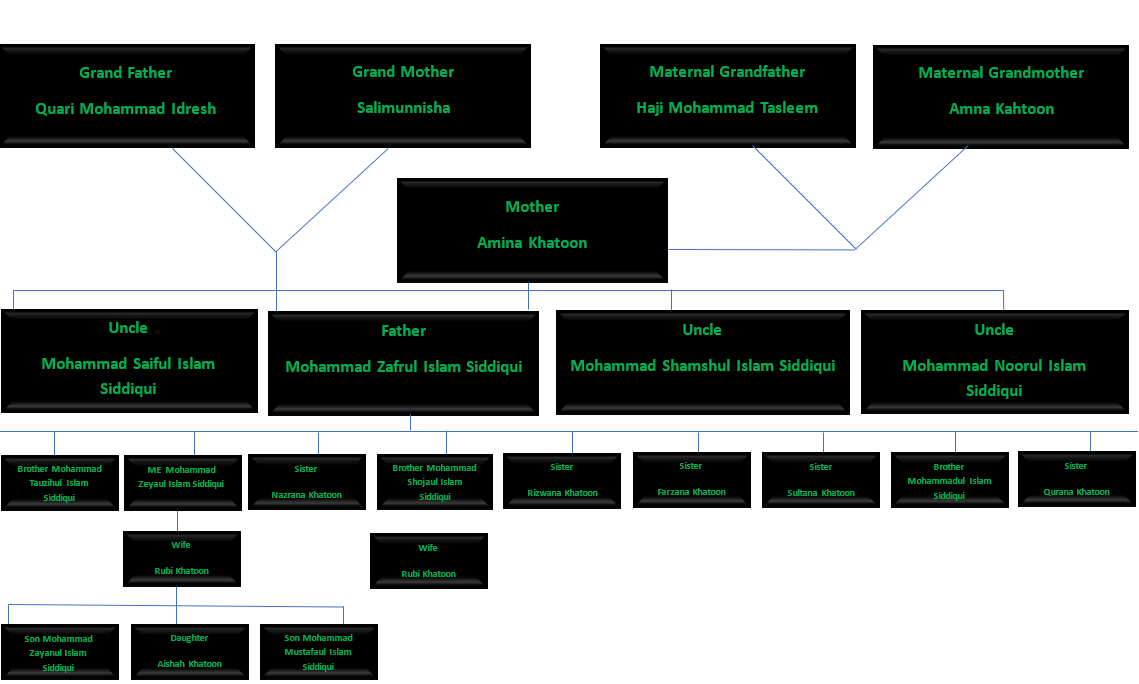 Grand Father
Quari Mohammad Idresh
Grand Mother
Salimunnisha
Maternal Grandfather
Haji Mohammad Tasleem
Maternal Grandmother
Amna Kahtoon
Mother
Amina Khatoon
Uncle
Mohammad Saiful Islam
Siddiqui
Father
Mohammad Zafrul Islam Siddiqui
Uncle
Mohammad Shamshul Islam Siddiqui
Uncle
Mohammad Noorul Islam
Siddiqui
Brother Mohammad
Tauzihul Islam
Siddiqui
ME Mohammad
Zeyaul Islam Siddiqui
Sister
Nazrana Khatoon
Brother Mohammad
Shojaul Islam
Siddiqui
Sister
Rizwana Khatoon
Sister
Farzana Khatoon
Sister
Sultana Khatoon
Brother
Mohammadul Islam
Siddiqui
Sister
Qurana Khatoon
Wife
Rubi Khatoon
Wife
Rubi Khatoon
Son Mohammad
Zayanul Islam
Siddiqui
Daughter
Aishah Khatoon
Son Mohammad
Mustafaul Islam
Siddiqui